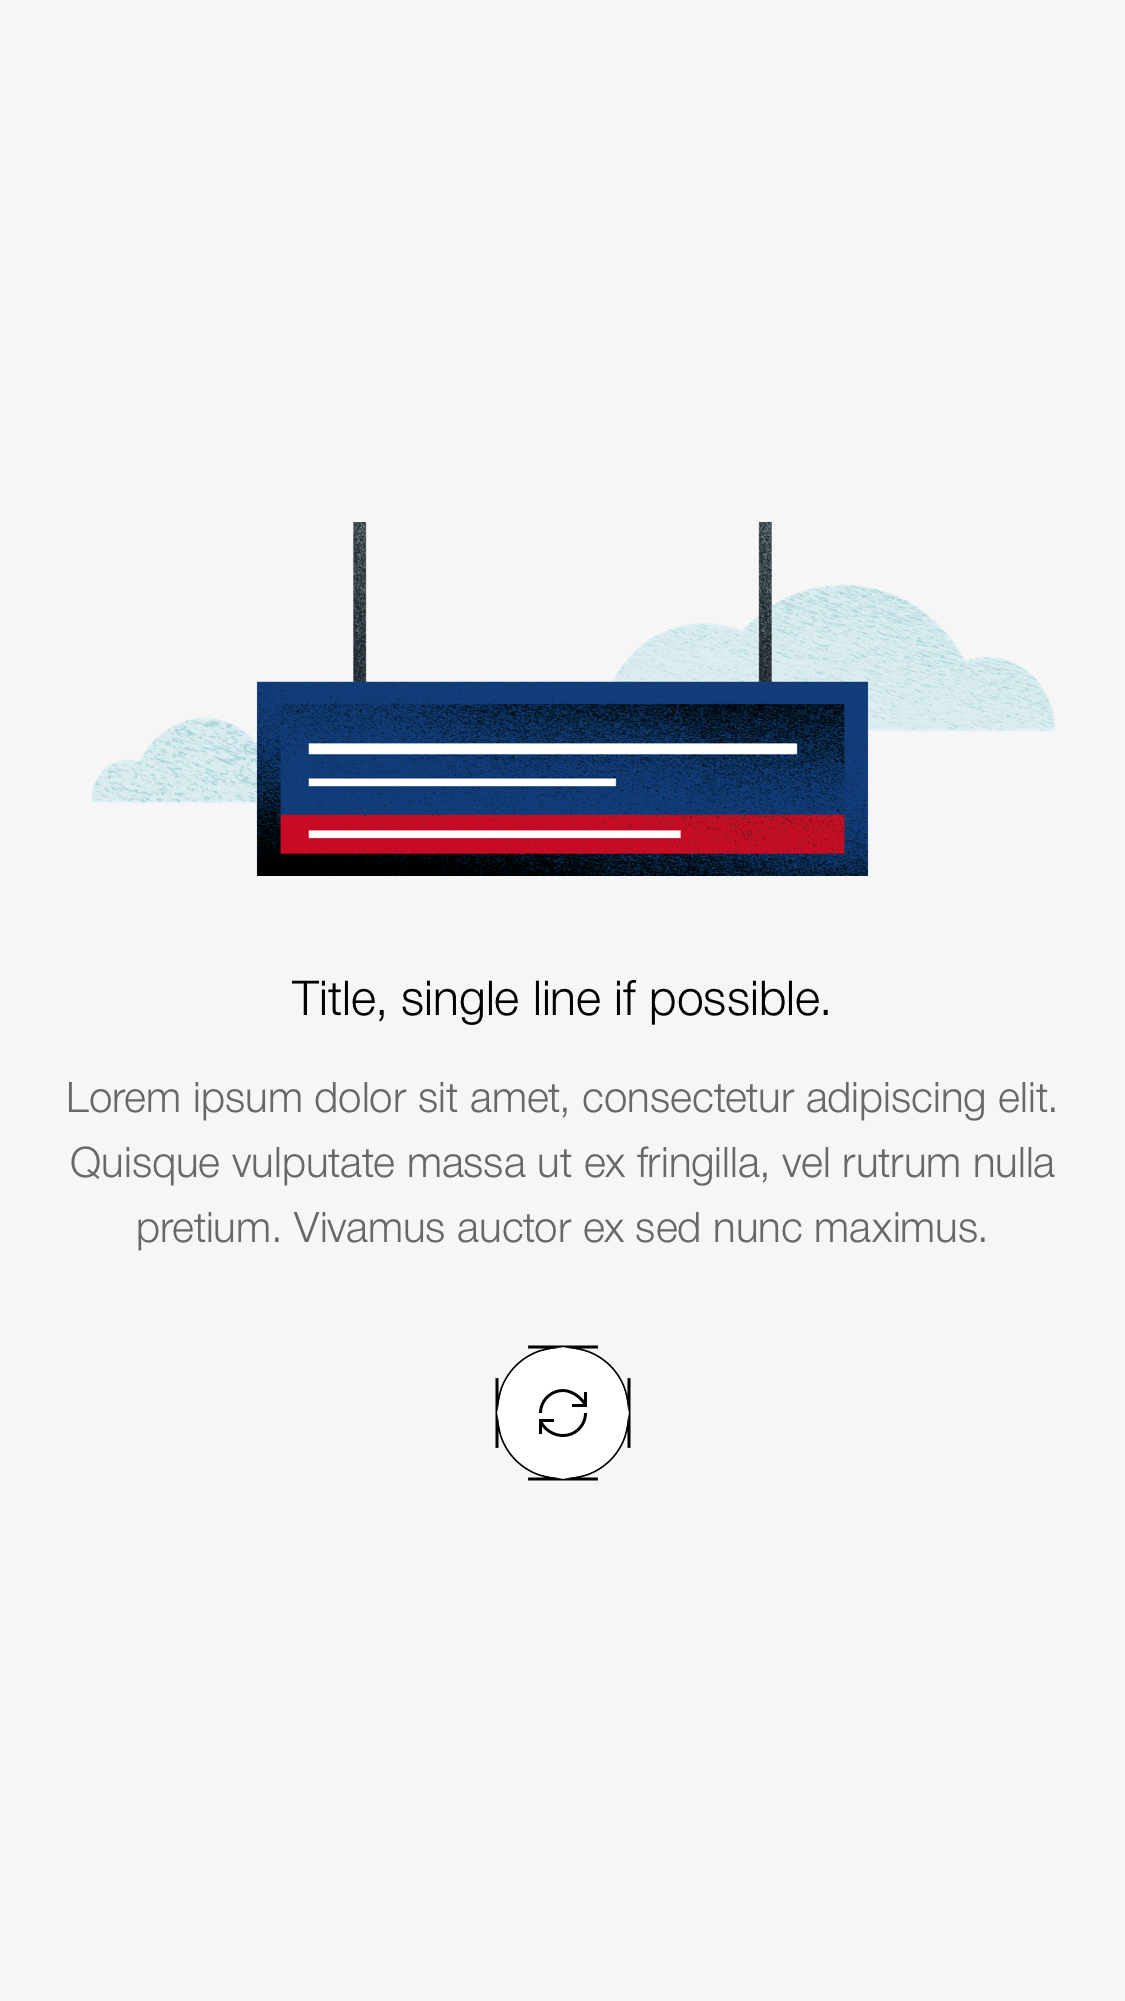 Title, single line if possible.
Lorem ipsum dolor sit amet, consectetur adipiscing elit.
Quisque vulputate massa ut ex fringilla, vel rutrum nulla
pretium. Vivamus auctor ex sed nunc maximus.